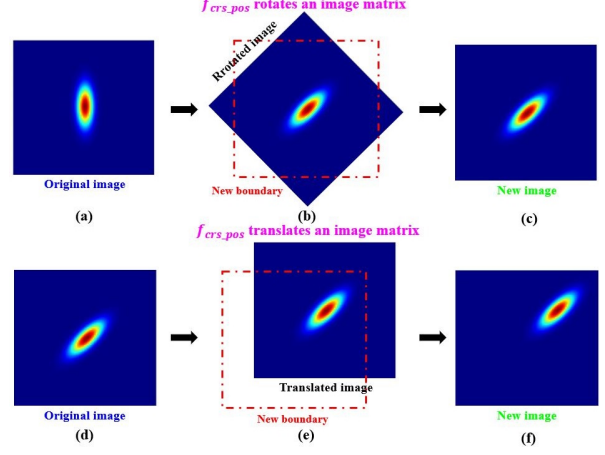 f_crs_pos rotates an image matrix
Rrotated image
Original image
New boundary
New image
(a)
(b)
(c)
f_crs_pos translates an image matrix
Translated image
Original image
New boundary
New image
(d)
(e)
(f)